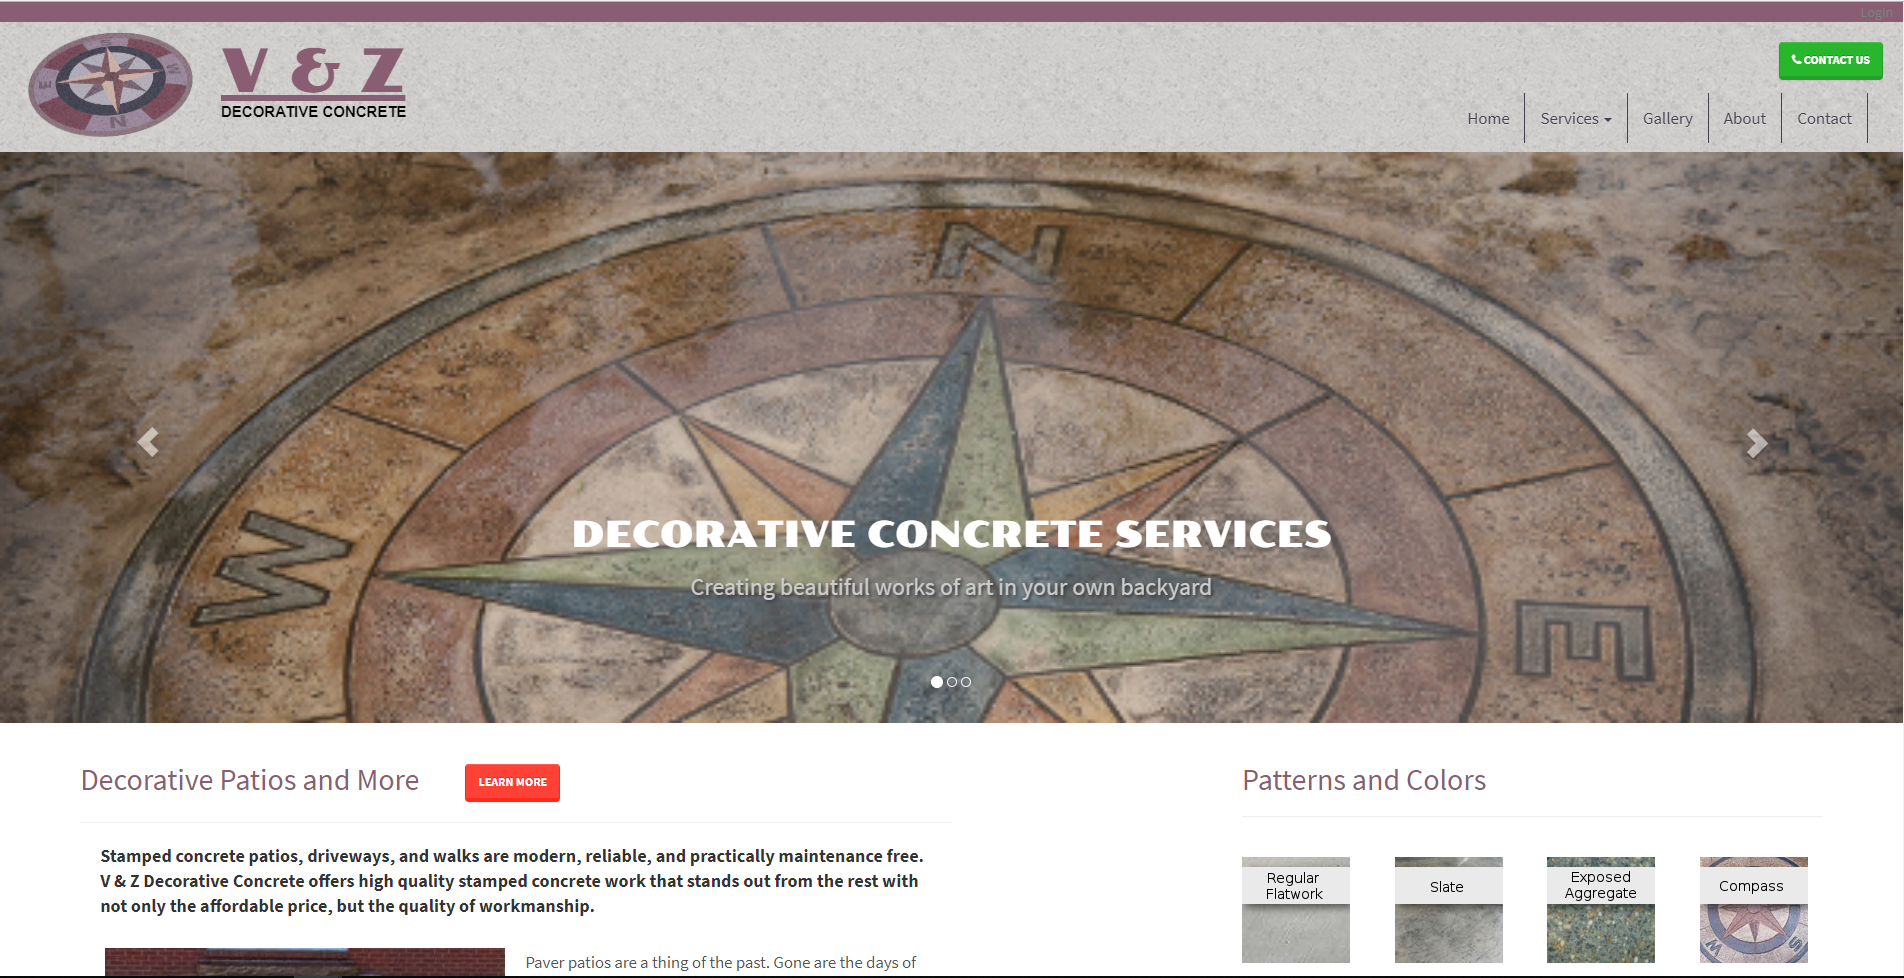 Login
V & Z
DECORATIVE CONCRETE
S
W
E
N
CONTACT US
Home
Services
Gallery
About
Contact
N
W
E
DECORATIVE CONCRETE SERVICES
Creating beautiful works of art in your own backyard
Decorative Patios and More
LEARN MORE
Stamped concrete patios, driveways, and walks are modern, reliable, and practically maintenance free.
V & Z Decorative Concrete offers high quality stamped concrete work that stands out from the rest with
not only the affordable price, but the quality of workmanship.
Paver patios are a thing of the past. Gone are the days of
Patterns and Colors
Regular
Flatwork
Slate
Exposed
Aggregate
Compass
W
S